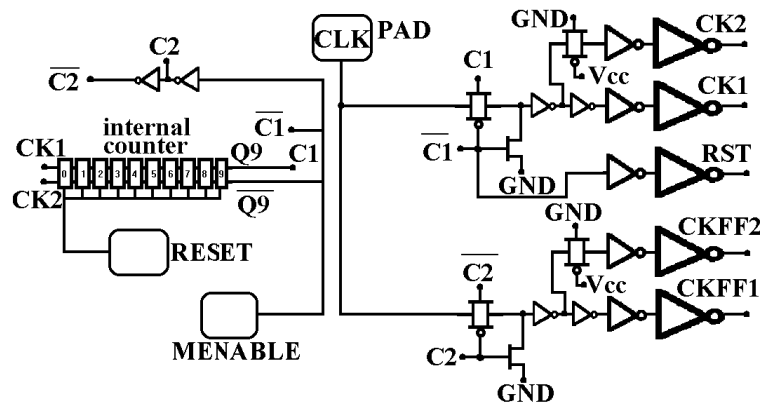 GND
CK2
C2
CLK PAD
C2
C1
Vcc
CK1
C1
internal
counter
CK1
Q9
C1
C1
0 1 2 3 4 5 6 7 8 9
CK2
Q9
GND
RST
RESET
GND
CKFF2
C2
Vcc
MENABLE
CKFF1
C2
GND